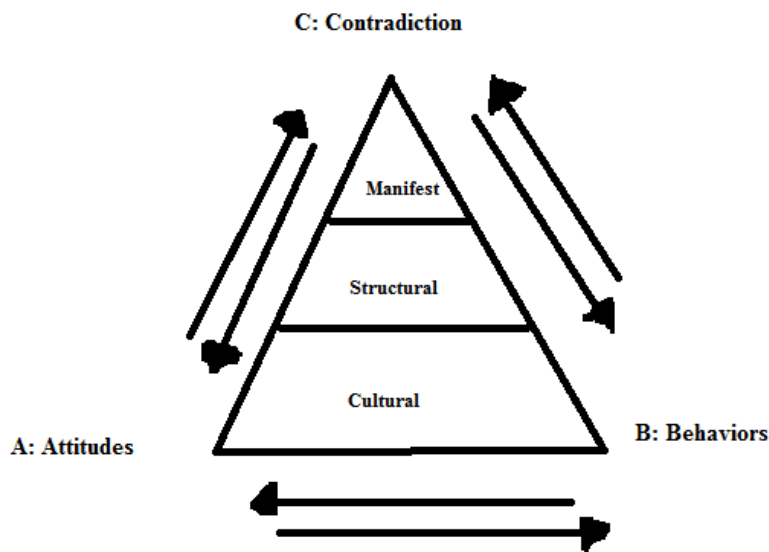 C: Contradiction
Manifest
Structural
Cultural
A: Attitudes
B: Behaviors